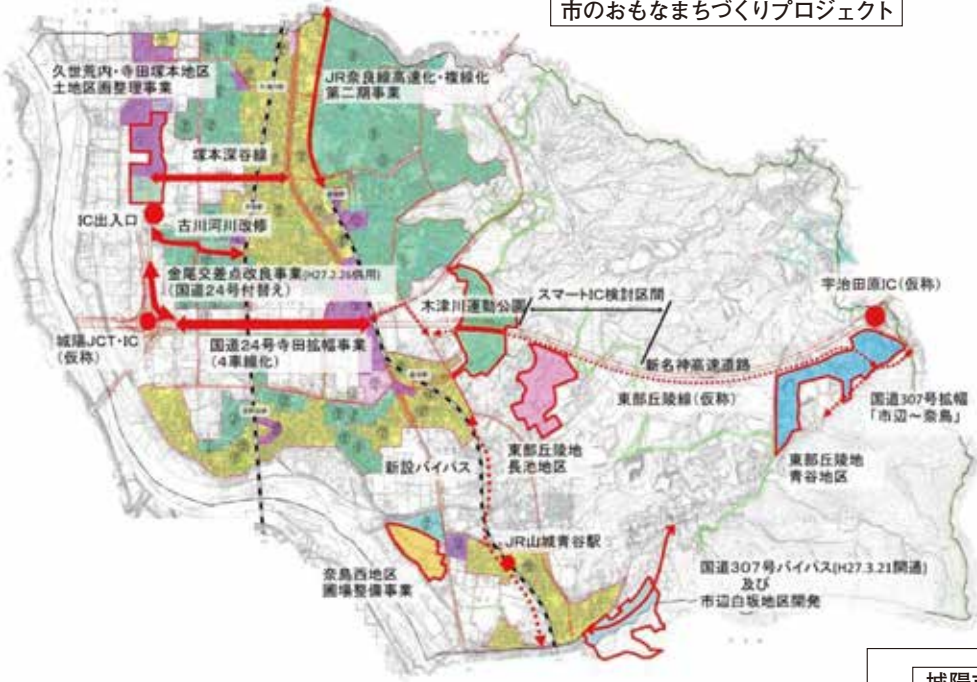 市のおもなまちづくりプロジェクト
久世荒内・寺田塚本地区
土地区画整理事業
JR奈良線高速化・複線化
第二期事業
塚本深谷線
IC出入口
古川河川改修
金尾交差点改良事業(H27.2.26供用)
(国道24号付替え)
木津川運動公園
スマートIC検討区間
宇治田原IC(仮称)
城陽JCT・IC
(仮称)
国道24号寺田拡幅事業
(4車線化)
新名神高速道路
東部丘陵線(仮称)
国道307号拡幅
「市辺〜奈島」
東部丘陵地
長池地区
東部丘陵地
青谷地区
新設バイパス
JR山城青谷駅
奈島西地区
圃場整備事業
国道307号バイパス(H27.3.21開通)
及び
市辺白坂地区開発
城陽